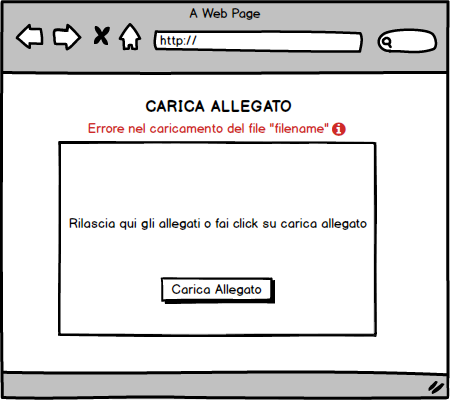 A Web Page
http://
CARICA ALLEGATO
Errore nel caricamento del file "filename"
Rilascia qui gli allegati o fai click su carica allegato
Carica Allegato